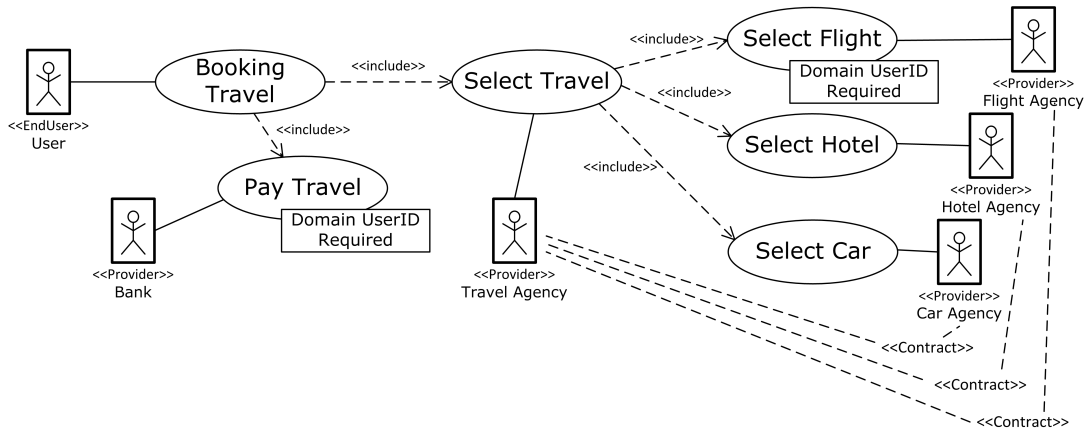 <<EndUser>>
User
Booking
Travel
<<include>>
<<include>>
Pay Travel
Domain UserID
Required
<<Provider>>
Bank
Select Travel
<<Provider>>
Travel Agency
<<include>>
<<include>>
<<include>>
Select Flight
Domain UserID
Required
<<Provider>>
Flight Agency
Select Hotel
<<Provider>>
Hotel Agency
Select Car
<<Provider>>
Car Agency
<<Contract>>
<<Contract>>
<<Contract>>